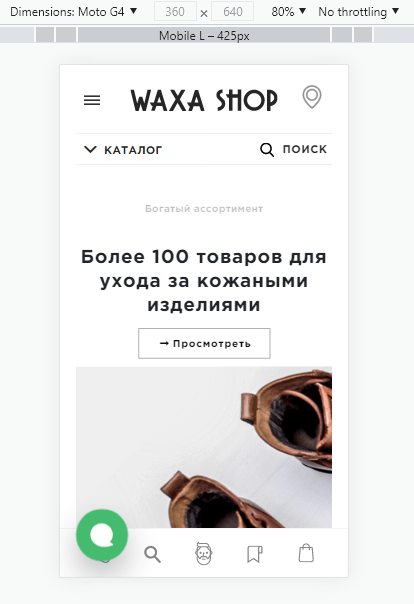 Dimensions: Moto G4 360 × 640 80% No throttling
Mobile L – 425px
WAXA SHOP
КАТАЛОГ ПОИСК
Богатый ассортимент
Более 100 товаров для
ухода за кожаными
изделиями
→ Просмотреть